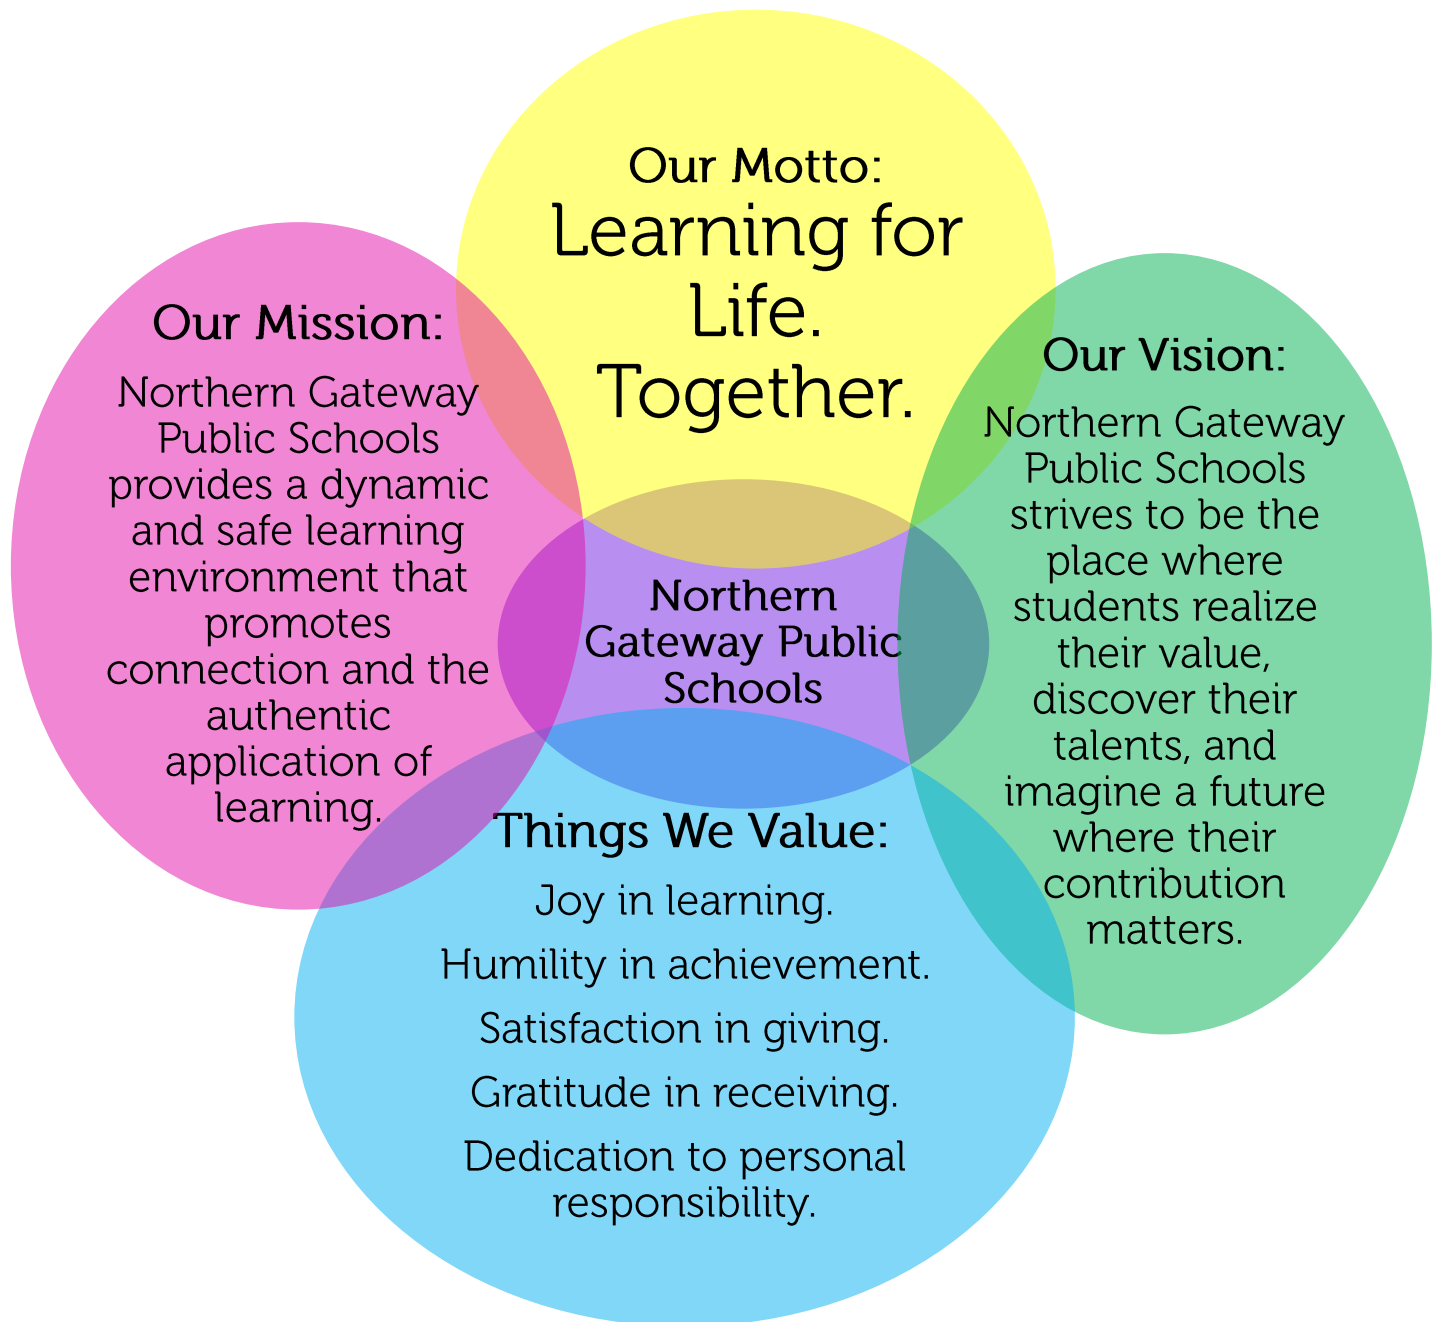 Our Motto:
Learning for
Life.
Together.
Our Mission:
Northern Gateway
Public Schools
provides a dynamic
and safe learning
environment that
promotes
connection and the
authentic
application of
learning.
Our Vision:
Northern Gateway
Public Schools
strives to be the
place where
students realize
their value,
discover their
talents, and
imagine a future
where their
contribution
matters.
Northern
Gateway Public
Schools
Things We Value:
Joy in learning.
Humility in achievement.
Satisfaction in giving.
Gratitude in receiving.
Dedication to personal
responsibility.